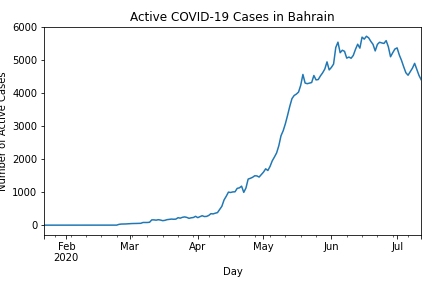 Active COVID-19 Cases in Bahrain
Number of Active Cases
6000
5000
4000
3000
2000
1000
0
Feb Mar Apr May Jun Jul
2020
Day